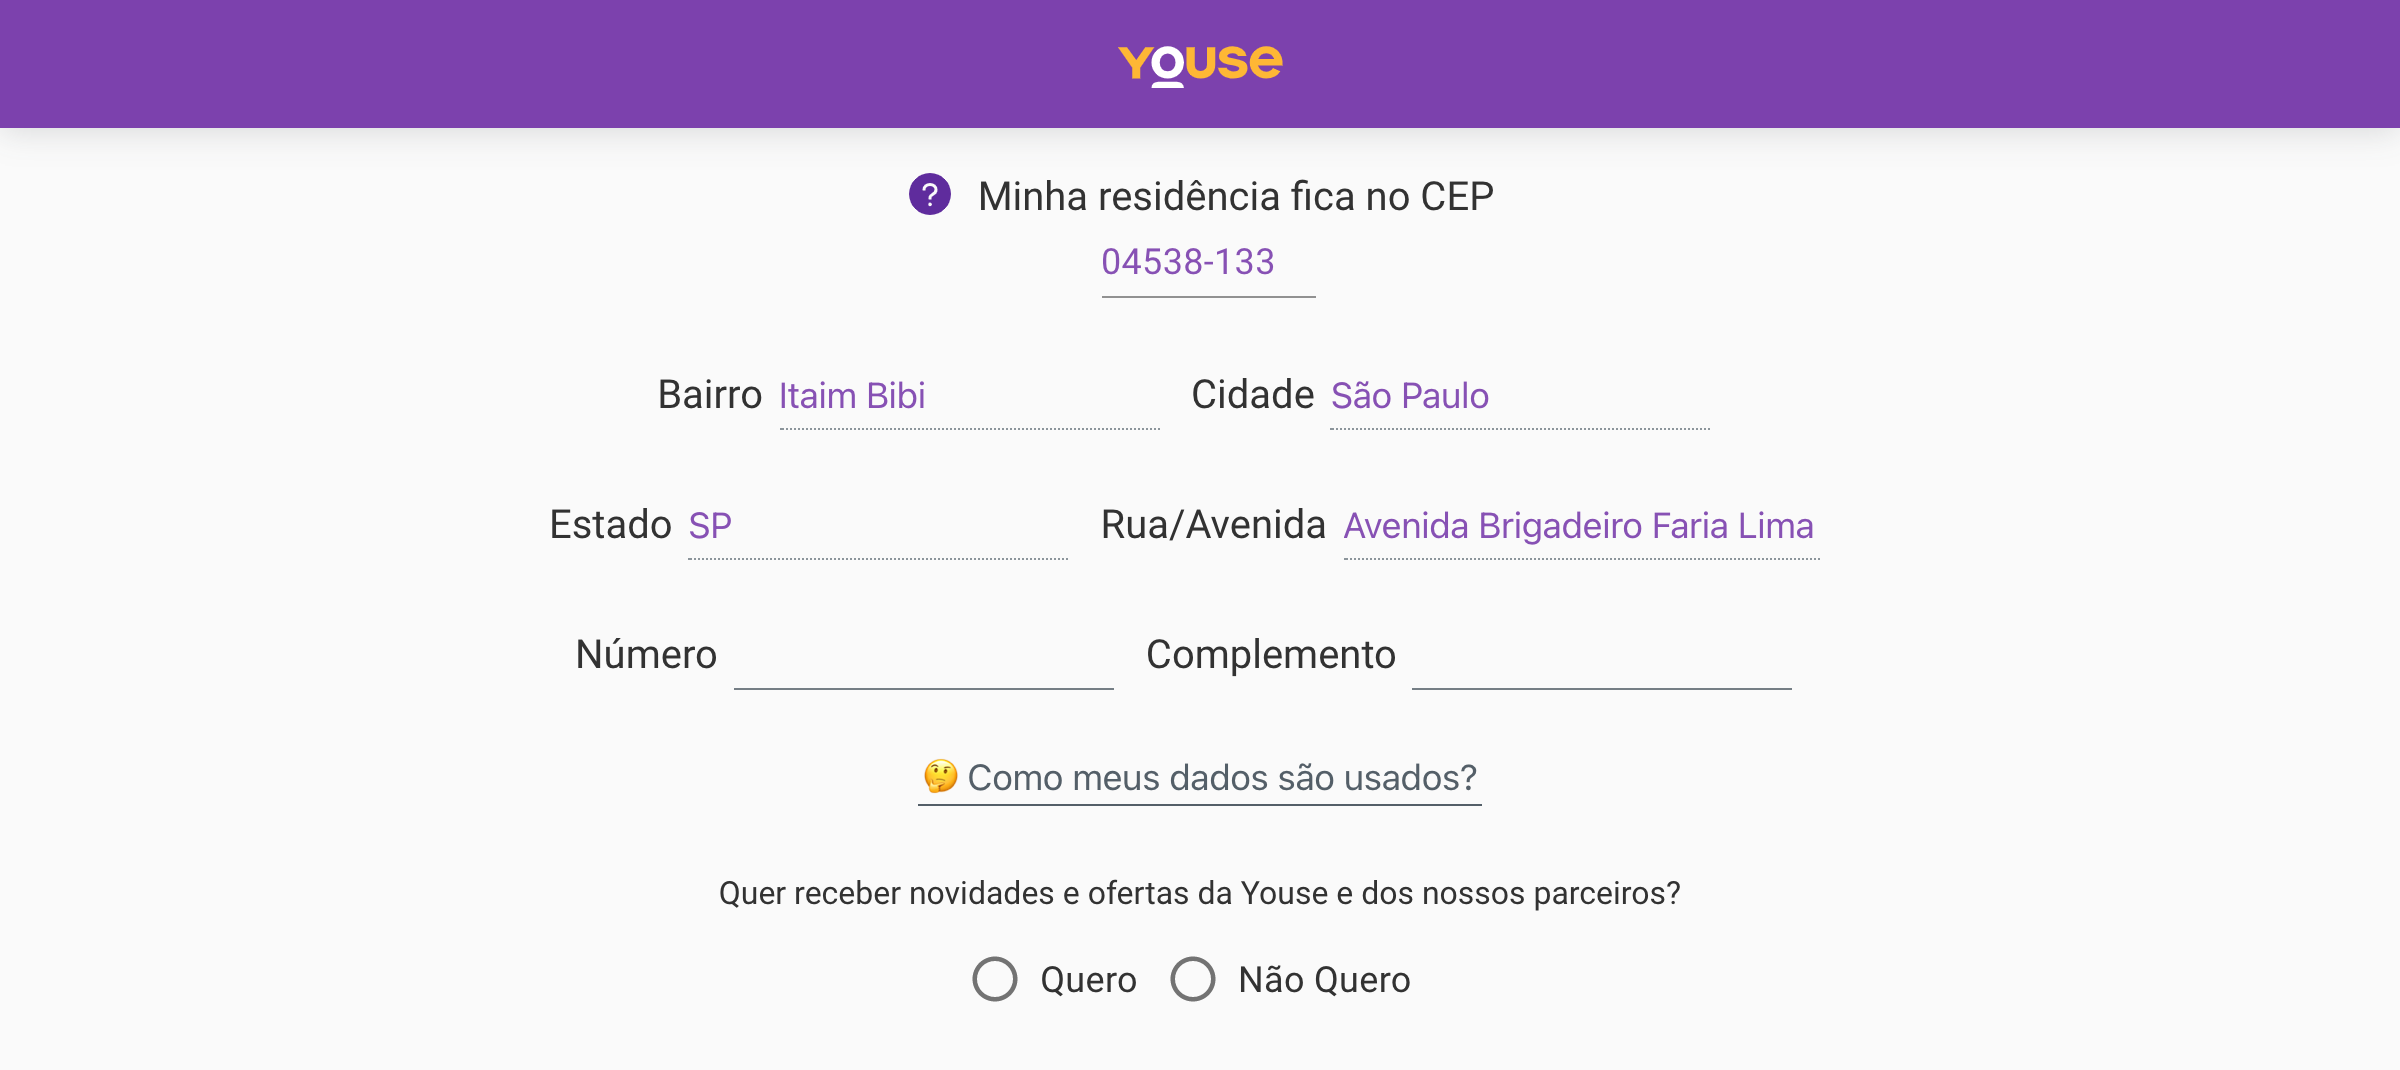 Youse
? Minha residência fica no CEP
04538-133
Bairro Itaim Bibi Cidade São Paulo
Estado SP Rua/Avenida Avenida Brigadeiro Faria Lima
Número Complemento
🤔 Como meus dados são usados?
Quer receber novidades e ofertas da Youse e dos nossos parceiros?
Quero Não Quero